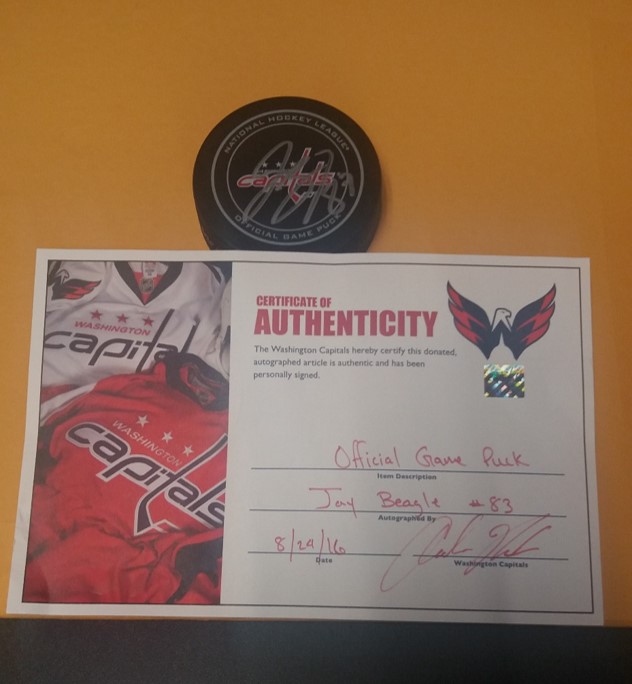 NATIONAL HOCKEY LEAGUE®
capitals
OFFICIAL GAME PUCK
CERTIFICATE OF
AUTHENTICITY
The Washington Capitals hereby certify this donated,
autographed article is authentic and has been
personally signed.
WASHINGTON
capitals
WASHINGTON
capitals
Official Game Puck
Item Description
Jay Beagle #83
Autographed By
8/29/16
Date
Washington Capitals